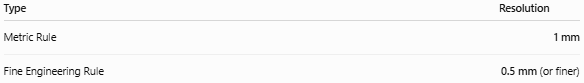 Type Resolution
Metric Rule 1 mm
Fine Engineering Rule 0.5 mm (or finer)